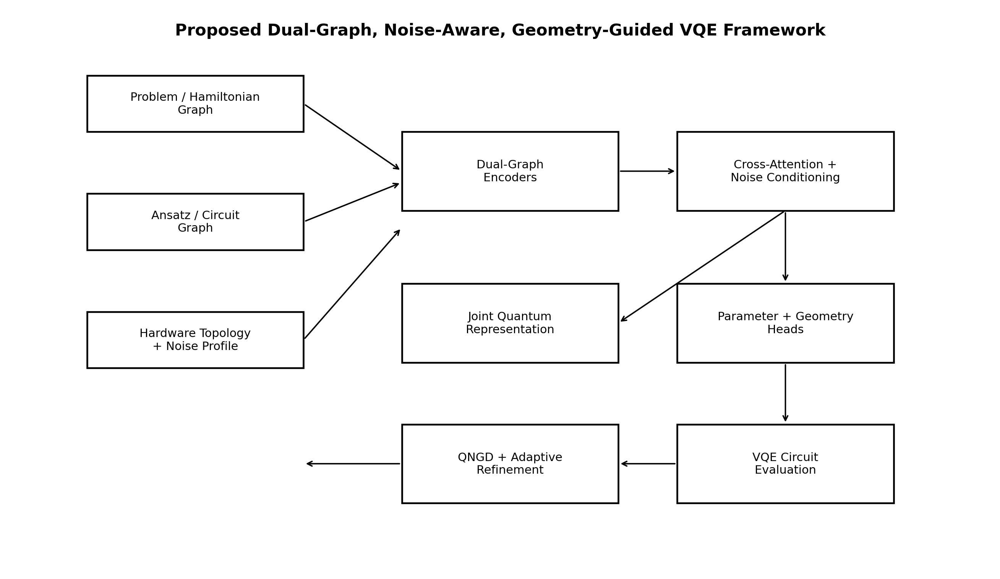 Proposed Dual-Graph, Noise-Aware, Geometry-Guided VQE Framework
Problem / Hamiltonian
Graph
Ansatz / Circuit
Graph
Hardware Topology
+ Noise Profile
Dual-Graph
Encoders
Cross-Attention +
Noise Conditioning
Joint Quantum
Representation
Parameter + Geometry
Heads
QNGD + Adaptive
Refinement
VQE Circuit
Evaluation